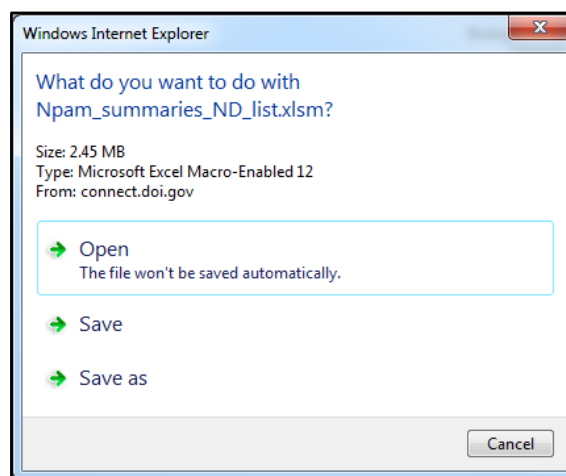 Windows Internet Explorer
What do you want to do with
Npam_summaries_ND_list.xlsm?
Size: 2.45 MB
Type: Microsoft Excel Macro-Enabled 12
From: connect.doi.gov
Open
The file won't be saved automatically.
Save
Save as
Cancel